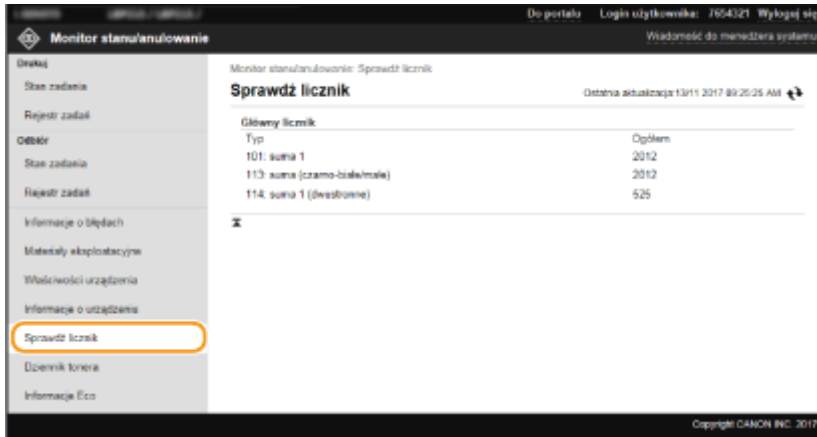 Do portalu Login użytkownika: 7654321 Wyloguj się
Monitor stanu/anulowanie
Wiadomość do menedżera systemu
Drukuj
Stan zadania
Rejestr zadań
Odbiór
Stan zadania
Rejestr zadań
Informacje o błędach
Materiały eksploatacyjne
Właściwości urządzenia
Informacje o urządzeniu
Sprawdź licznik
Dziennik tonera
Informacje Eco
Monitor stanu/anulowanie: Sprawdź licznik
Sprawdź licznik
Ostatnia aktualizacja:13/11 2017 09:25:25 AM
Główny licznik
Typ Ogółem
101: suma 1 2012
113: suma (czarno-białe/małe) 2012
114: suma 1 (dwustronne) 525
Copyright CANON INC. 2017